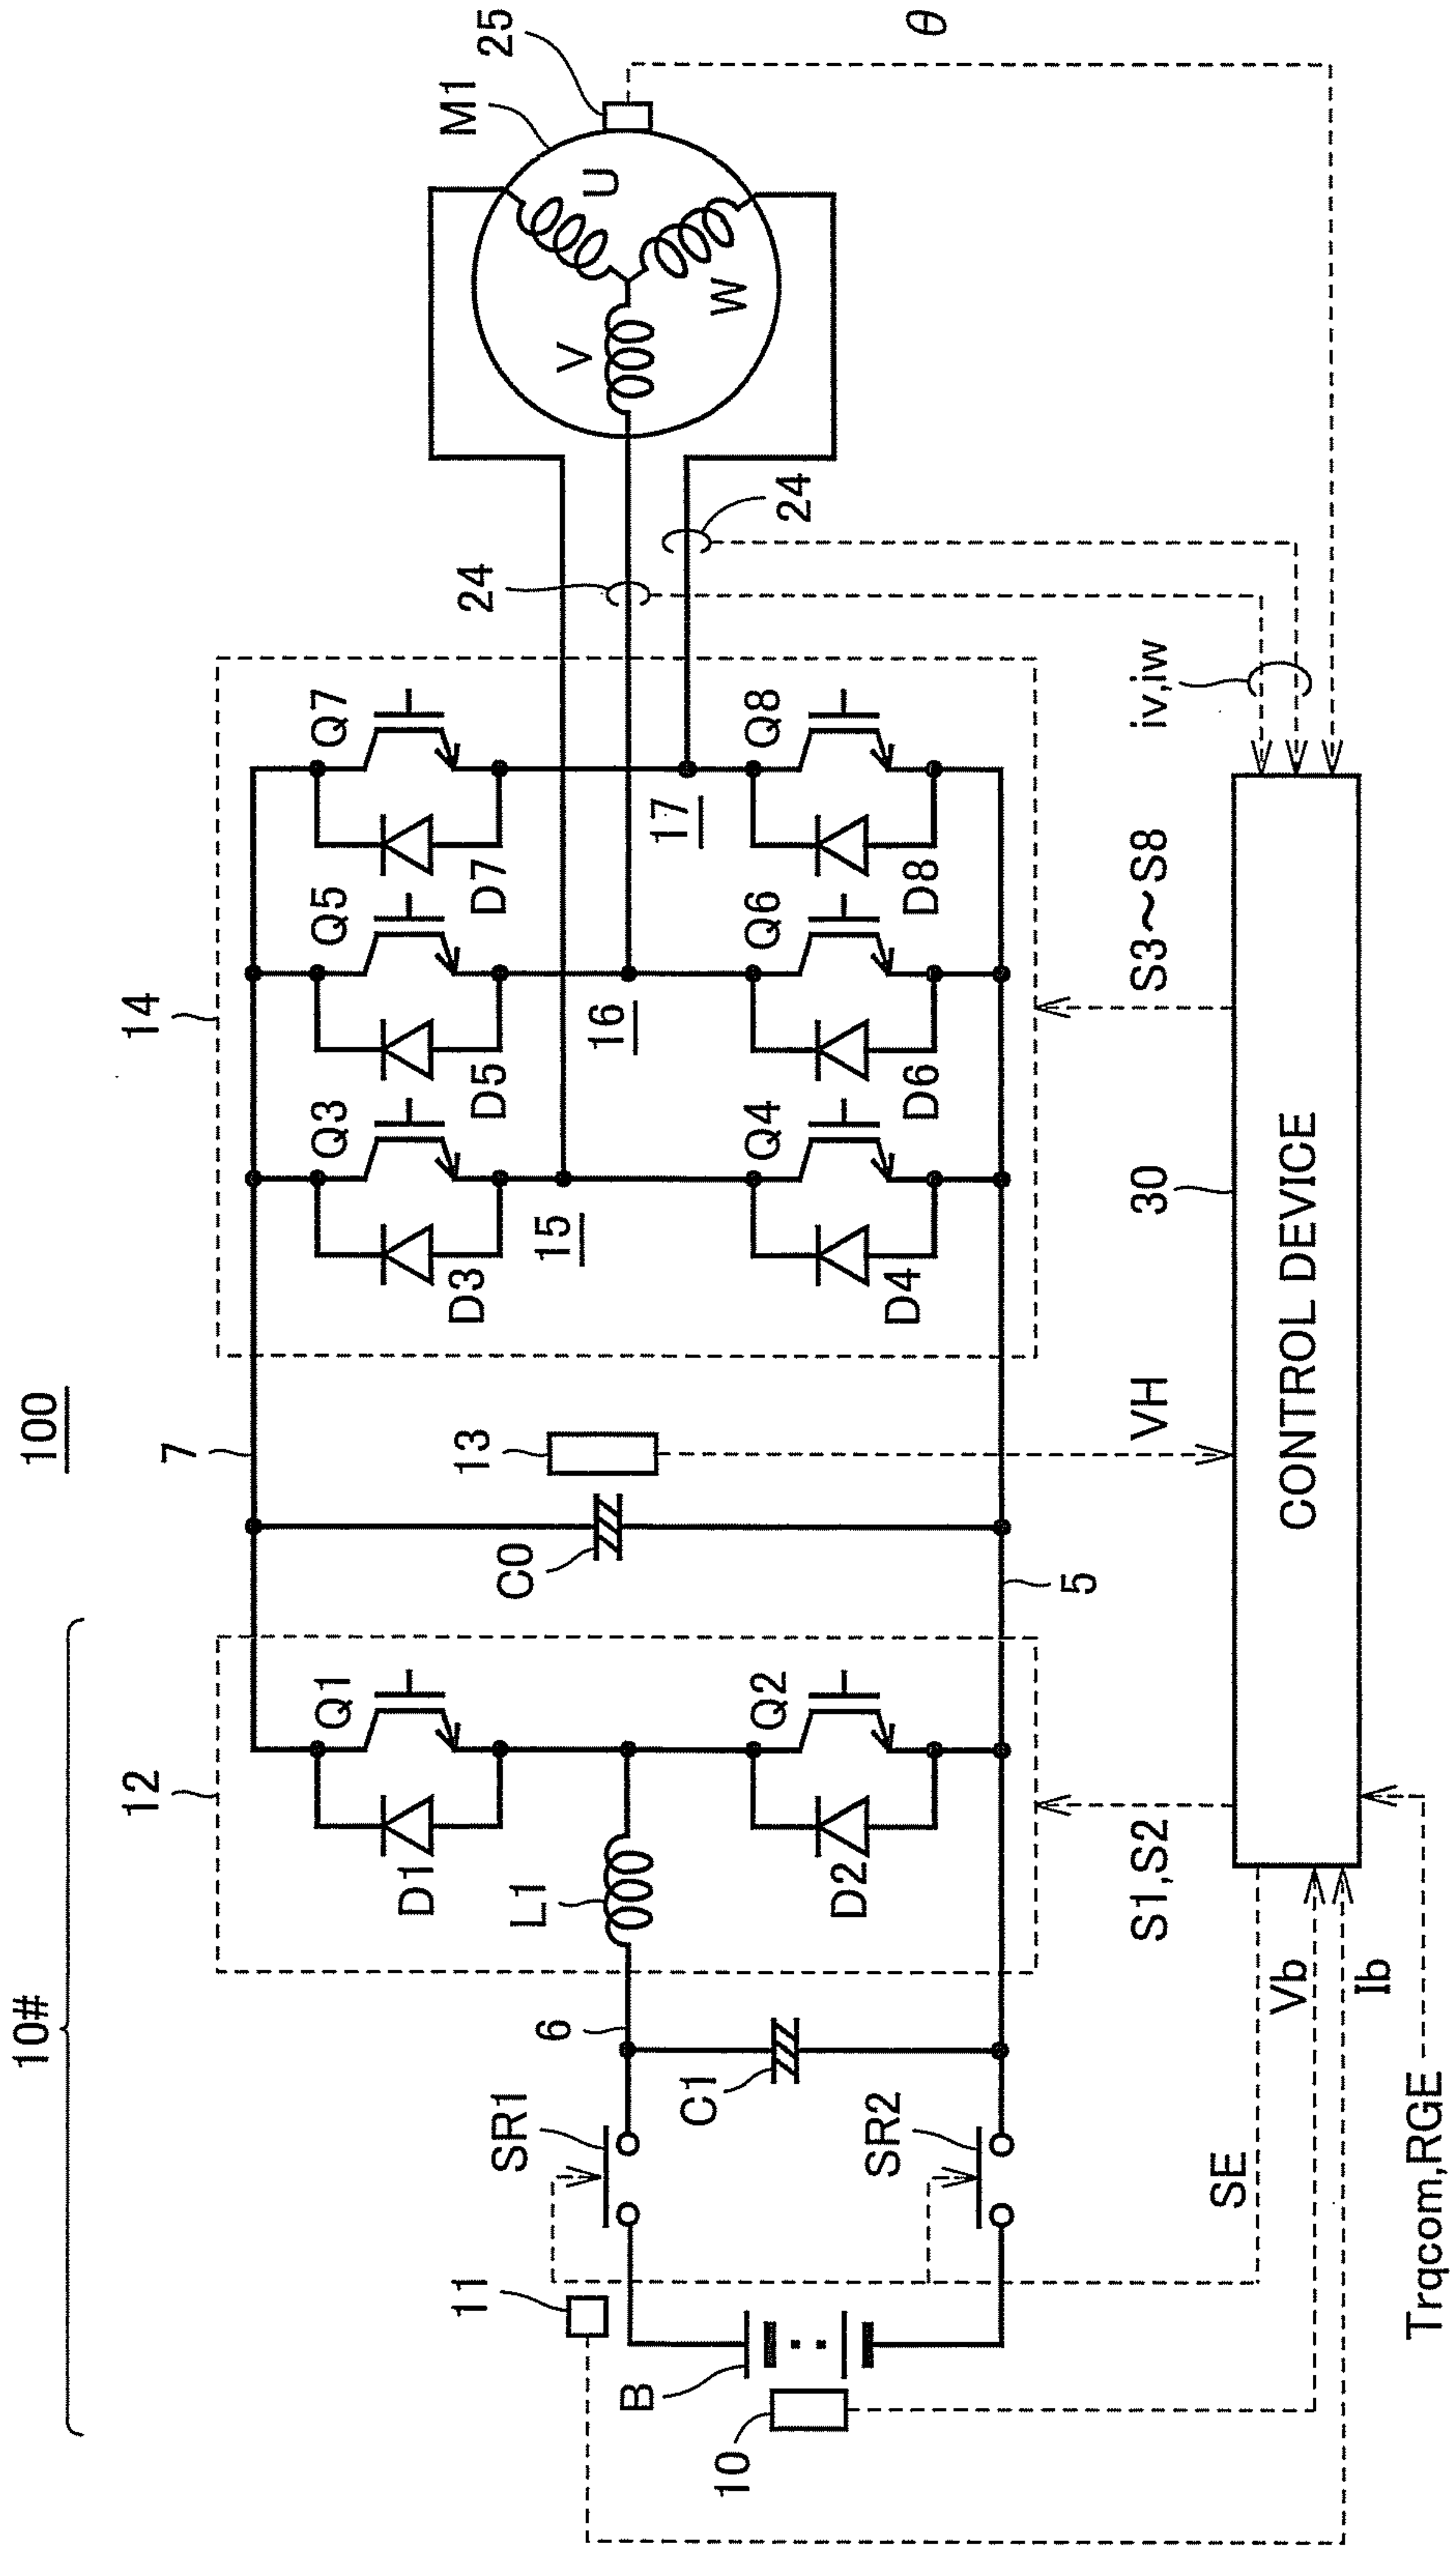 100
10#
12
14
7
13
C0
5
Q1
D1
Q2
D2
L1
6
C1
SR1
SR2
11
B
10
Q3
D3
Q4
D4
15
Q5
D5
Q6
D6
16
Q7
D7
Q8
D8
17
24
24
M1
25
U
V
W
θ
iv,iw
S3～S8
30
VH
S1,S2
CONTROL DEVICE
SE
Vb
Ib
Trqcom,RGE